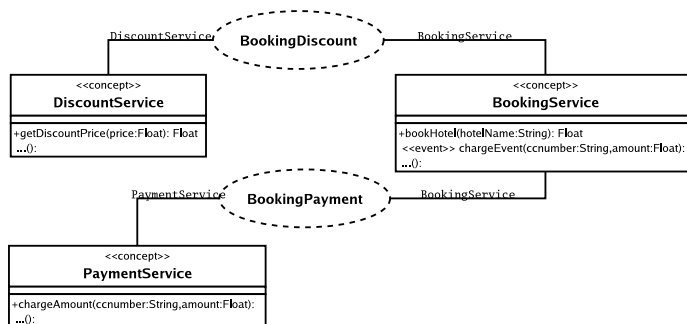 DiscountService
BookingDiscount
BookingService
<<concept>>
DiscountService
+getDiscountPrice(price:Float): Float
...():
<<concept>>
BookingService
+bookHotel(hotelName:String): Float
<<event>> chargeEvent(ccnumber:String,amount:Float):
...():
PaymentService
BookingPayment
BookingService
<<concept>>
PaymentService
+chargeAmount(ccnumber:String,amount:Float):
...():